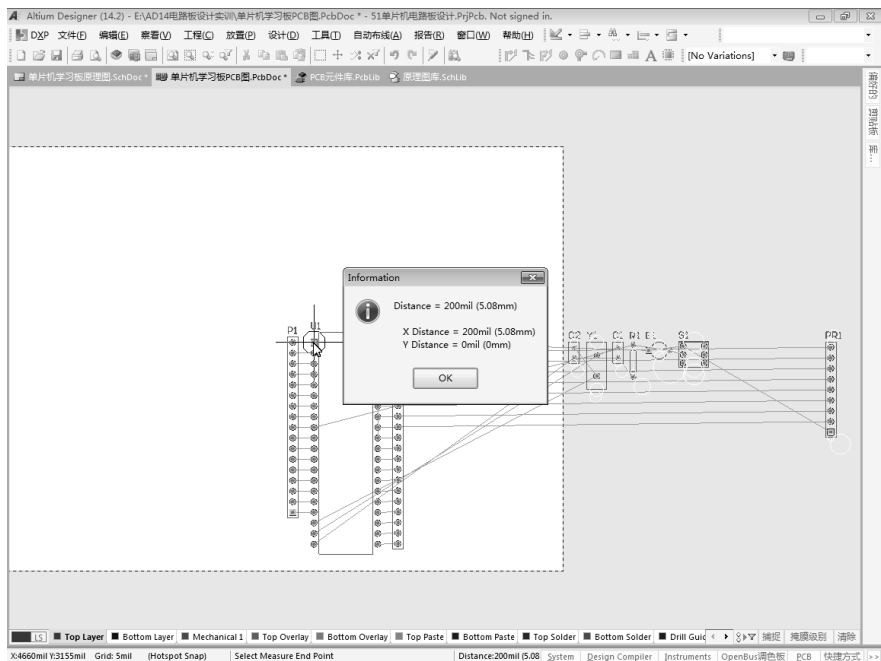 Altium Designer (14.2) - E:\AD14电路板设计实训\单片机学习板PCB图.PcbDoc * - 51单片机电路板设计.PrjPcb. Not signed in.
DXP 文件(F) 编辑(E) 察看(V) 工程(C) 放置(P) 设计(D) 工具(T) 自动布线(A) 报告(R) 窗口(W) 帮助(H)
[No Variations]
单片机学习板原理图.SchDoc * 单片机学习板PCB图.PcbDoc * PCB元件库.PcbLib 原理图库.SchLib
偏好的
剪贴板
库...
Information
Distance = 200mil (5.08mm)
X Distance = 200mil (5.08mm)
Y Distance = 0mil (0mm)
OK
P1 U1 C2 Y1 C1 R1 E1 S1 PR1
LS Top Layer Bottom Layer Mechanical 1 Top Overlay Bottom Overlay Top Paste Bottom Paste Top Solder Bottom Solder Drill Guid 捕捉 掩膜级别 清除
X:4660mil Y:3155mil Grid: 5mil (Hotspot Snap) Select Measure End Point Distance:200mil (5.08 System Design Compiler Instruments OpenBus调色板 PCB 快捷方式 >>